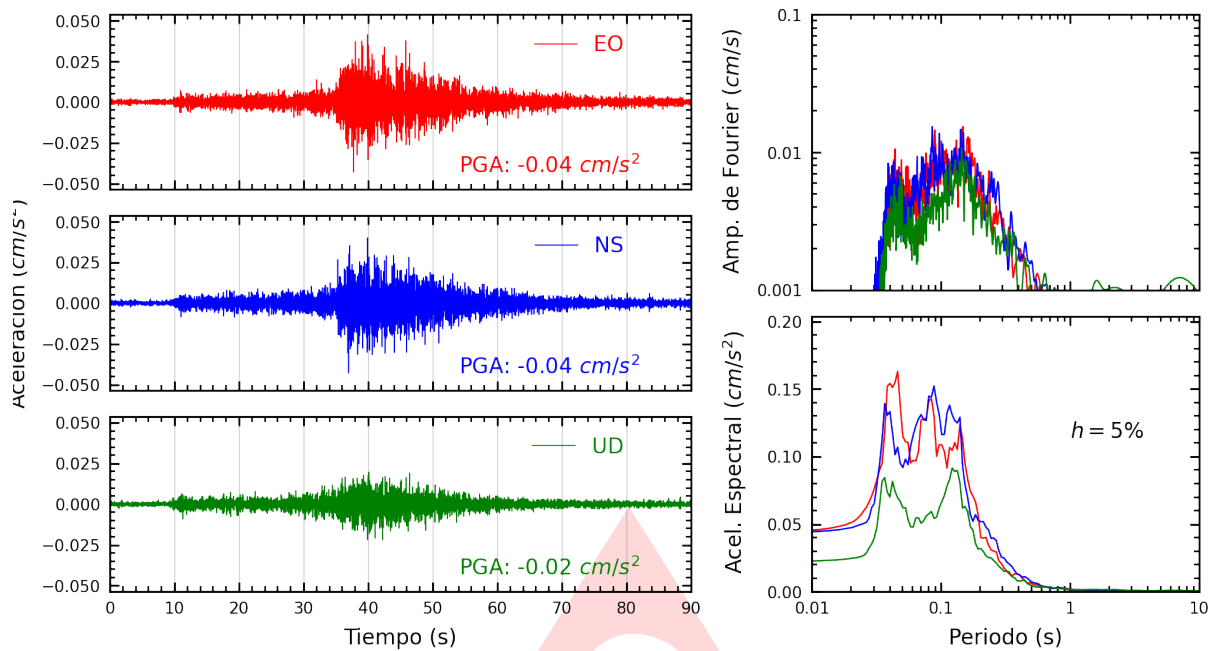 0.050
0.025
0.000
−0.025
−0.050
EO
PGA: -0.04 cm/s²
0.050
0.025
0.000
−0.025
−0.050
NS
PGA: -0.04 cm/s²
0.050
0.025
0.000
−0.025
−0.050
UD
PGA: -0.02 cm/s²
0 10 20 30 40 50 60 70 80 90
Tiempo (s)
Aceleracion (cm/s²)
0.1
0.01
0.001
Amp. de Fourier (cm/s)
0.20
0.15
0.10
0.05
0.00
Acel. Espectral (cm/s²)
h = 5%
0.01 0.1 1 10
Periodo (s)